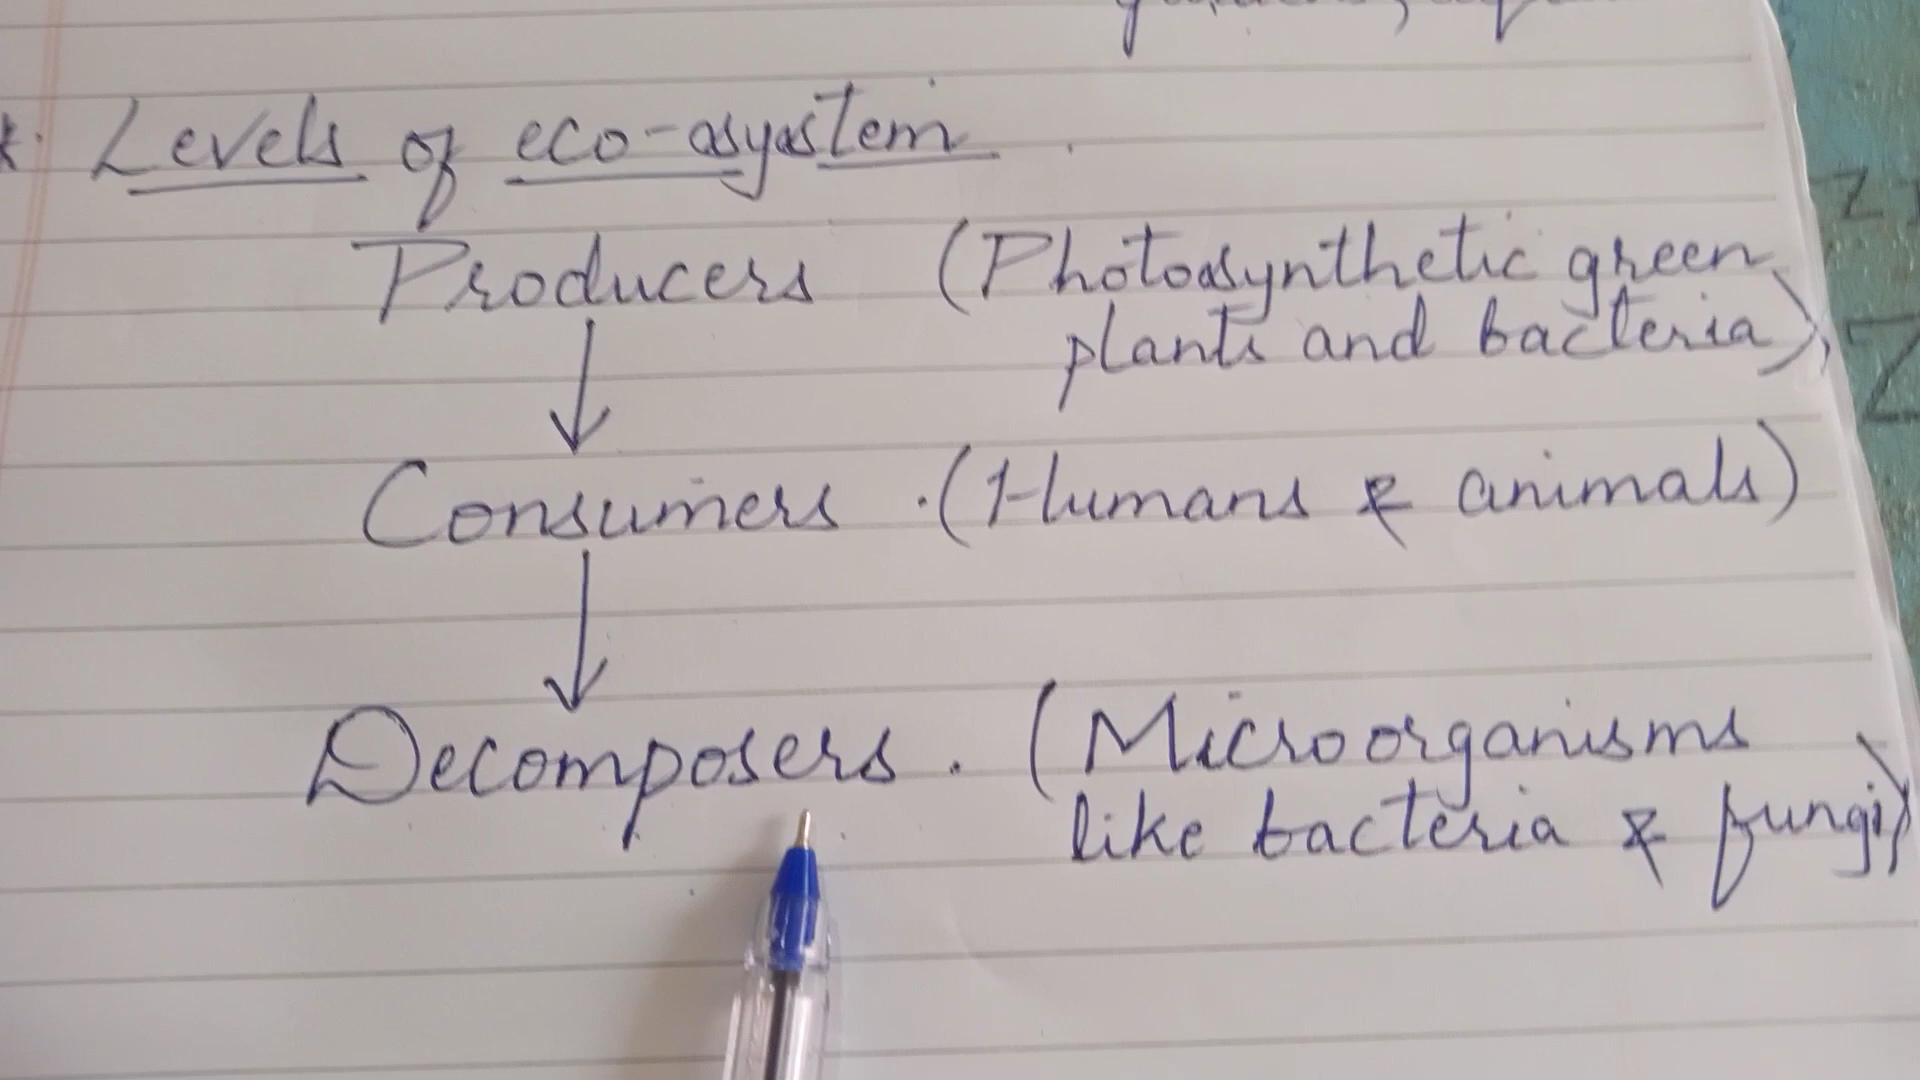 * Levels of eco-system
Producers (Photosynthetic green
plants and bacteria),
Consumers (Humans & animals)
Decomposers. (Microorganisms
like bacteria & fungi)